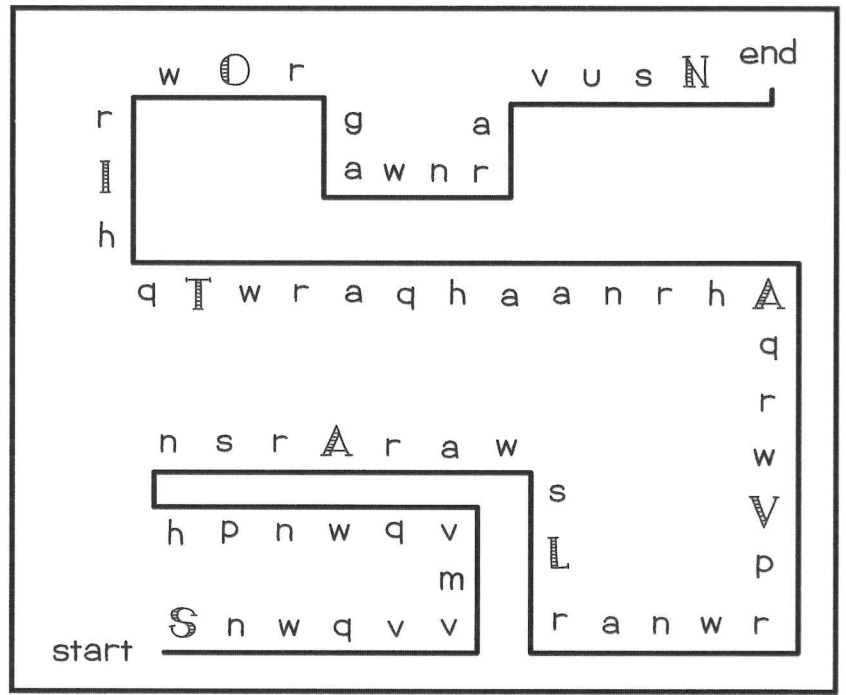 w O r v u s N end
r g a
I a w n r
h
q T w r a q h a a n r h A
q
r
n s r A r a w w
s V
h p n w q v L p
m
S n w q v v r a n w r
start